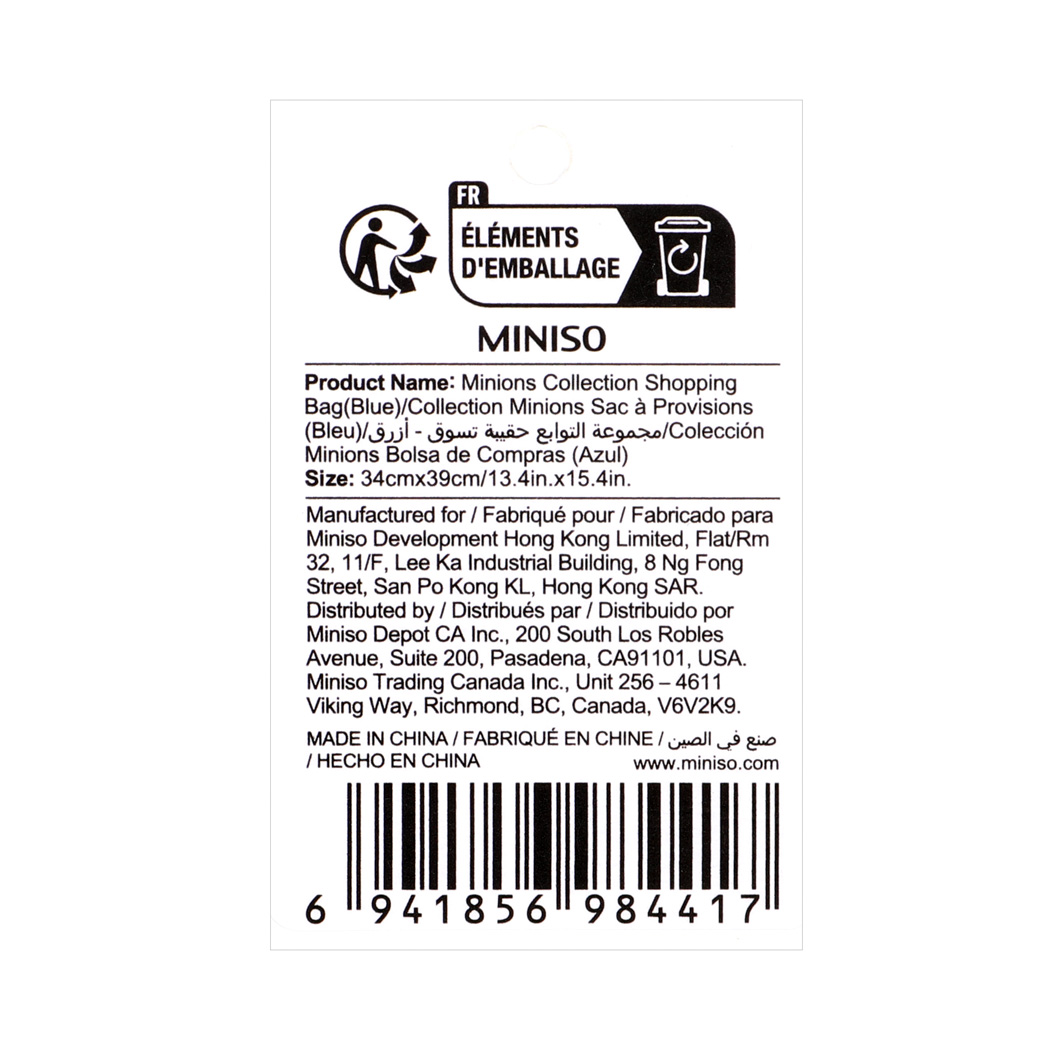 FR
ÉLÉMENTS
D'EMBALLAGE
MINISO
Product Name: Minions Collection Shopping
Bag(Blue)/Collection Minions Sac à Provisions
(Bleu)/مجموعة التوابع حقيبة تسوق - أزرق/Colección
Minions Bolsa de Compras (Azul)
Size: 34cmx39cm/13.4in.x15.4in.
Manufactured for / Fabriqué pour / Fabricado para
Miniso Development Hong Kong Limited, Flat/Rm
32, 11/F, Lee Ka Industrial Building, 8 Ng Fong
Street, San Po Kong KL, Hong Kong SAR.
Distributed by / Distribués par / Distribuido por
Miniso Depot CA Inc., 200 South Los Robles
Avenue, Suite 200, Pasadena, CA91101, USA.
Miniso Trading Canada Inc., Unit 256 – 4611
Viking Way, Richmond, BC, Canada, V6V2K9.
MADE IN CHINA / FABRIQUÉ EN CHINE / صنع في الصين
/ HECHO EN CHINA www.miniso.com
6 941856 984417